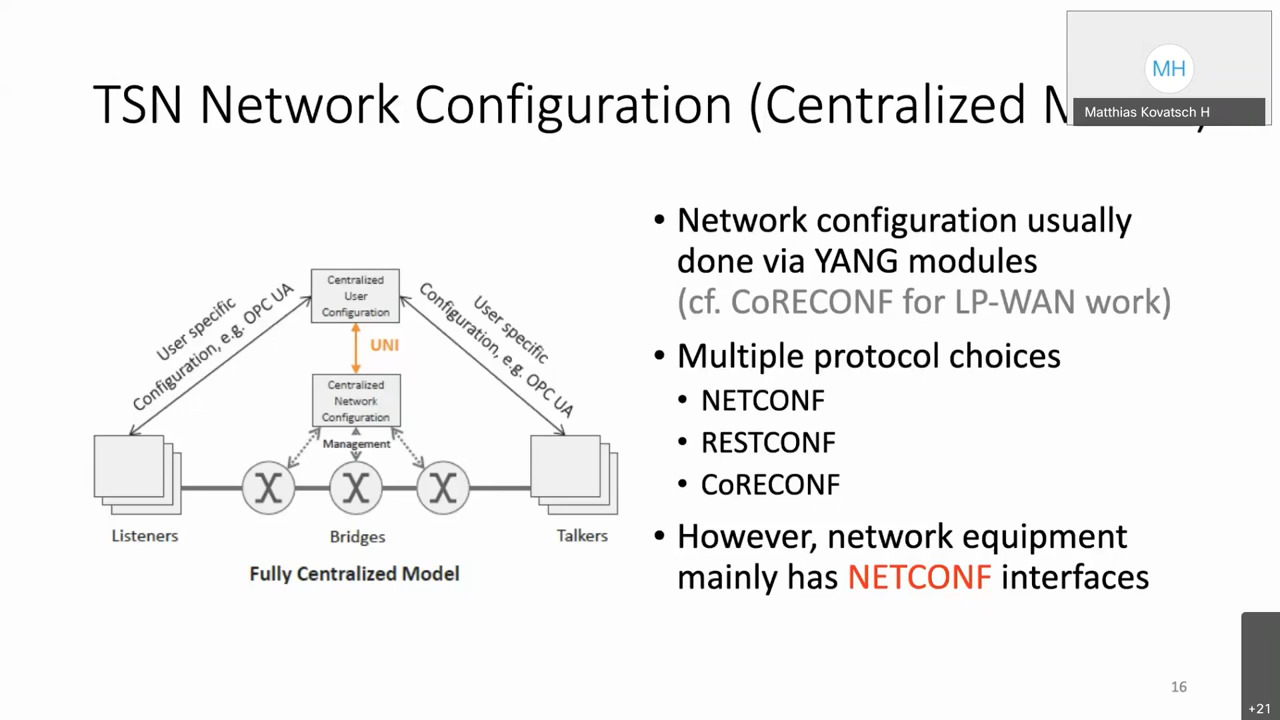 TSN Network Configuration (Centralized
MH
Matthias Kovatsch H
• Network configuration usually
done via YANG modules
(cf. CoRECONF for LP-WAN work)
• Multiple protocol choices
• NETCONF
• RESTCONF
• CoRECONF
• However, network equipment
mainly has NETCONF interfaces
Centralized
User
Configuration
User specific
Configuration, e.g. OPC UA
User specific
Configuration, e.g. OPC UA
UNI
Centralized
Network
Configuration
Management
Listeners
Bridges
Talkers
Fully Centralized Model
16
+21